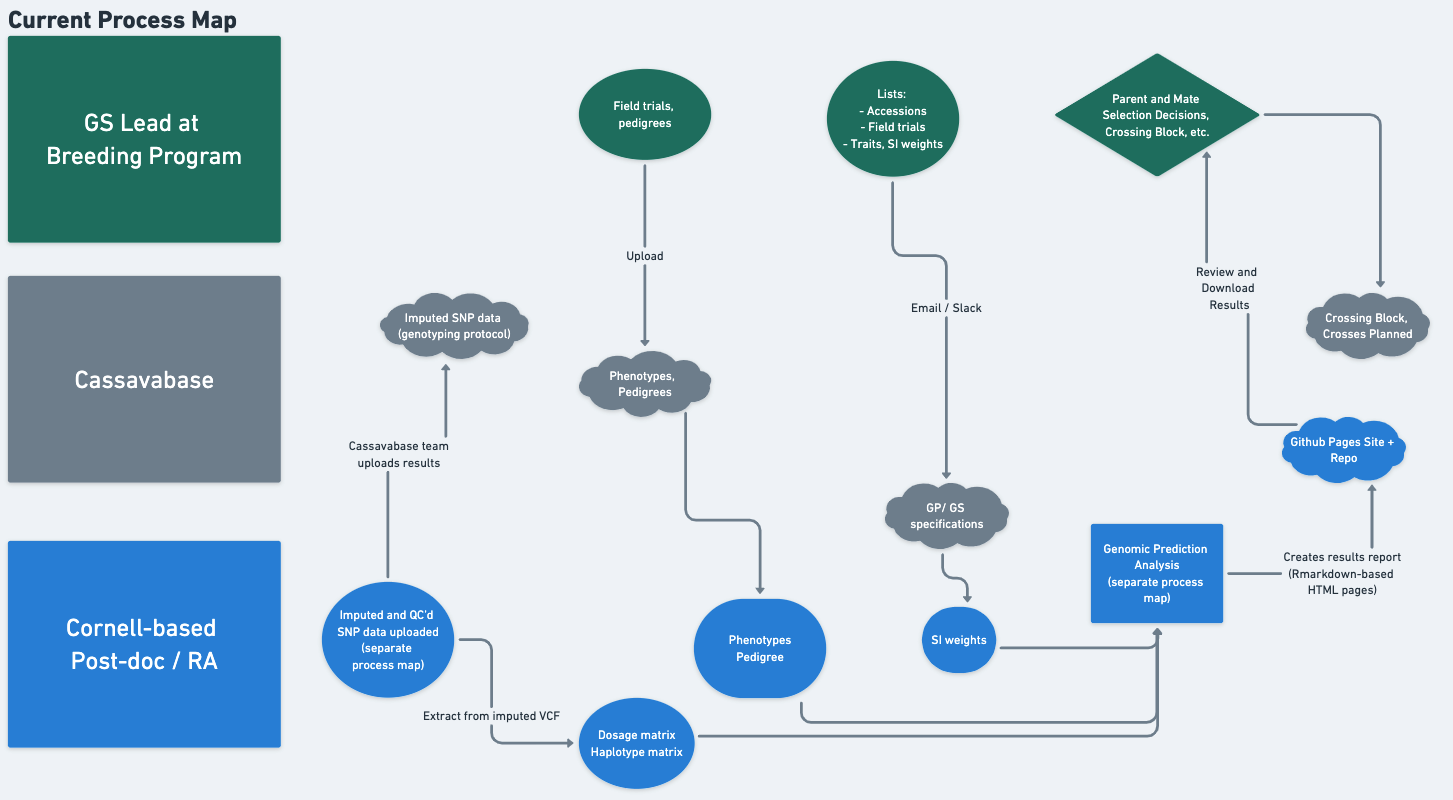 Current Process Map
GS Lead at
Breeding Program
Field trials,
pedigrees
Lists:
- Accessions
- Field trials
- Traits, SI weights
Parent and Mate
Selection Decisions,
Crossing Block, etc.
Upload
Email / Slack
Review and
Download
Results
Cassavabase
Imputed SNP data
(genotyping protocol)
Phenotypes,
Pedigrees
Crossing Block,
Crosses Planned
Cassavabase team
uploads results
Github Pages Site +
Repo
GP/ GS
specifications
Cornell-based
Post-doc / RA
Imputed and QC'd
SNP data uploaded
(separate
process map)
Phenotypes
Pedigree
SI weights
Genomic Prediction
Analysis
(separate process
map)
Creates results report
(Rmarkdown-based
HTML pages)
Extract from imputed VCF
Dosage matrix
Haplotype matrix